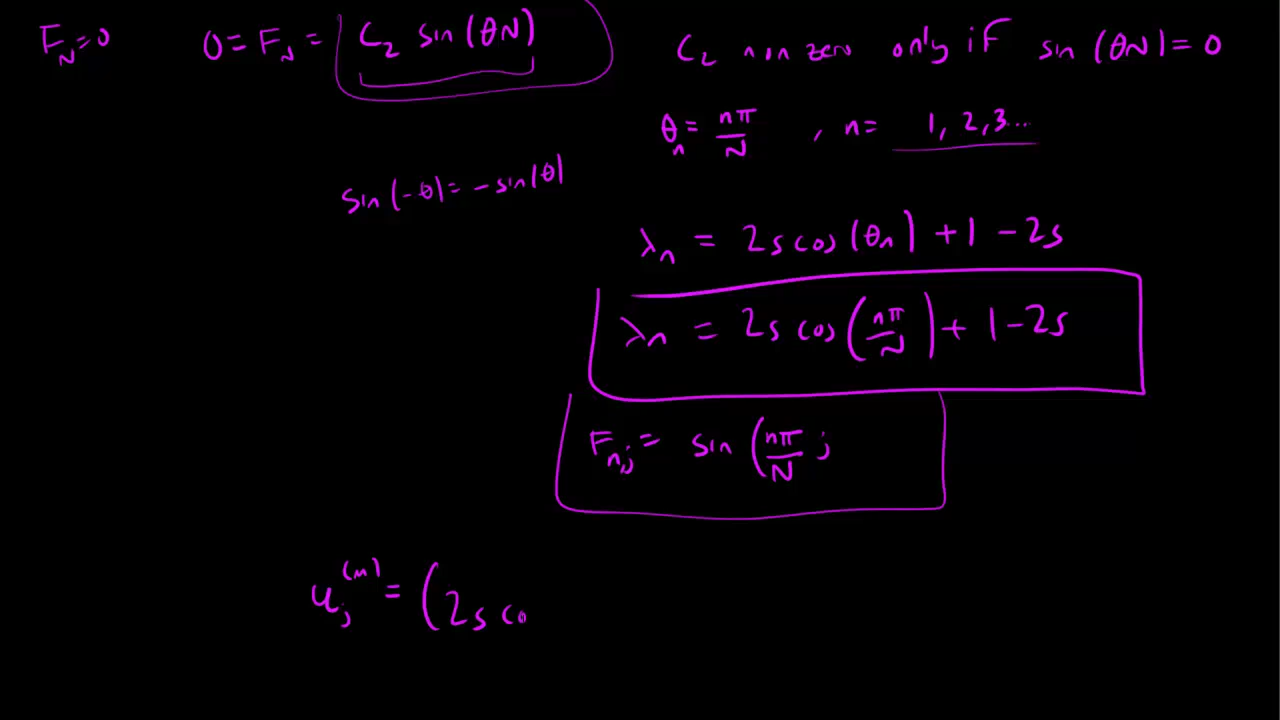 F_N=0 0=F_N= C_2 sin(θN) C_2 non zero only if sin(θN)=0
θ_n = nπ/N , n= 1, 2, 3...
sin(-θ)= -sin(θ)
λ_n = 2s cos(θ_n) + 1 - 2s
λ_n = 2s cos(nπ/N) + 1 - 2s
F_nj = sin(nπ/N j
u_j^(m) = (2s co